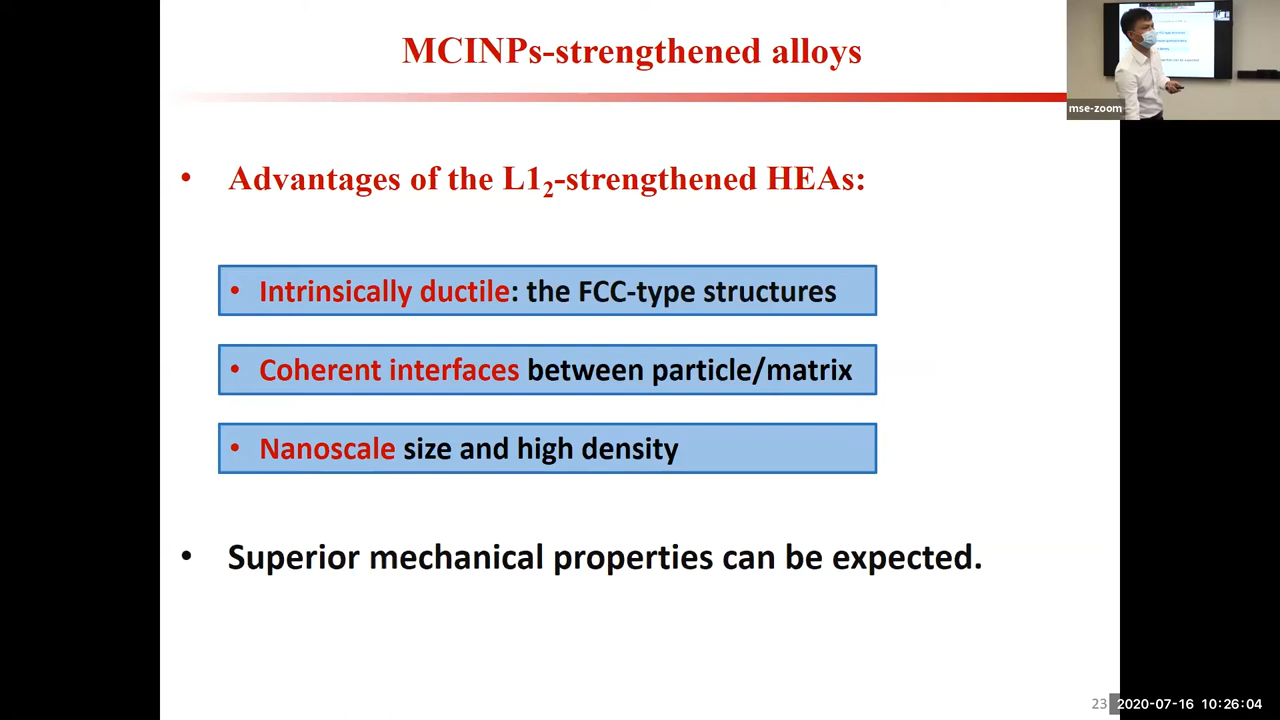 MCINPs-strengthened alloys
mse-zoom
• Advantages of the L1₂-strengthened HEAs:
• Intrinsically ductile: the FCC-type structures
• Coherent interfaces between particle/matrix
• Nanoscale size and high density
• Superior mechanical properties can be expected.
23
2020-07-16 10:26:04